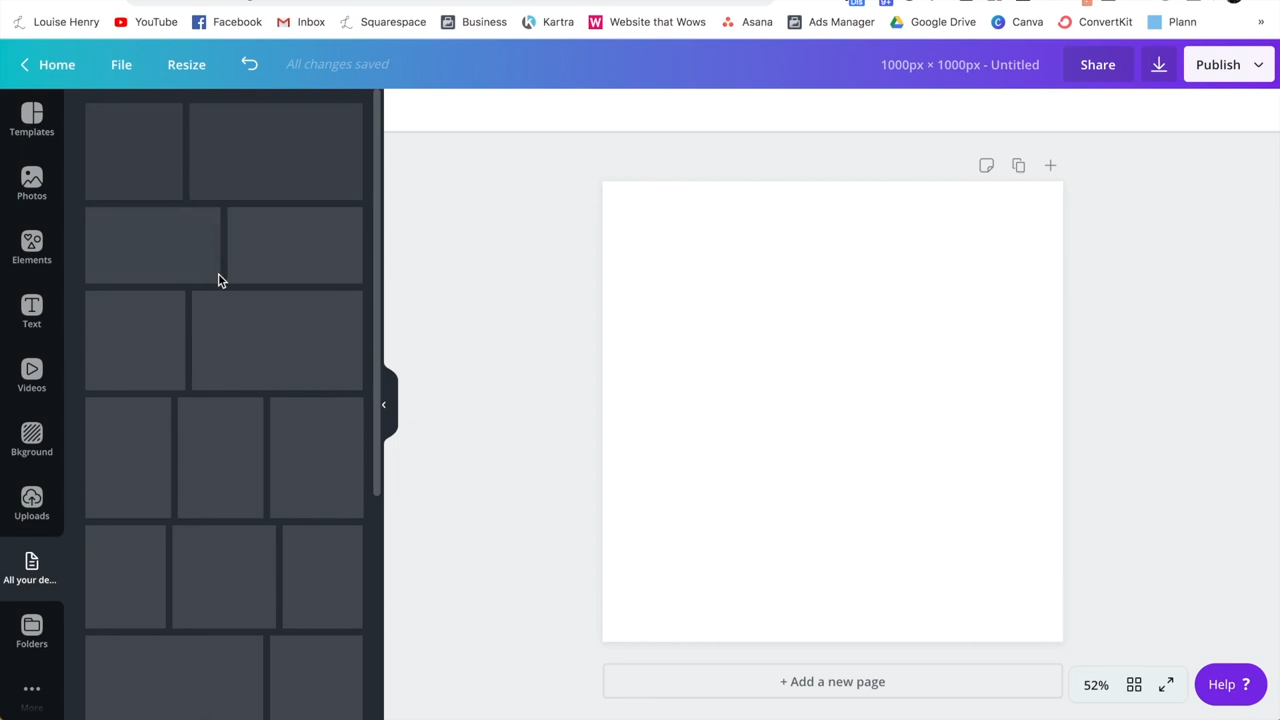 Louise Henry YouTube Facebook Inbox Squarespace Business Kartra Website that Wows Asana Ads Manager Google Drive Canva ConvertKit Plann »
Home File Resize All changes saved 1000px × 1000px - Untitled Share Publish
Templates
Photos
Elements
Text
Videos
Bkground
Uploads
All your de...
Folders
More
+ Add a new page
52%
Help ?